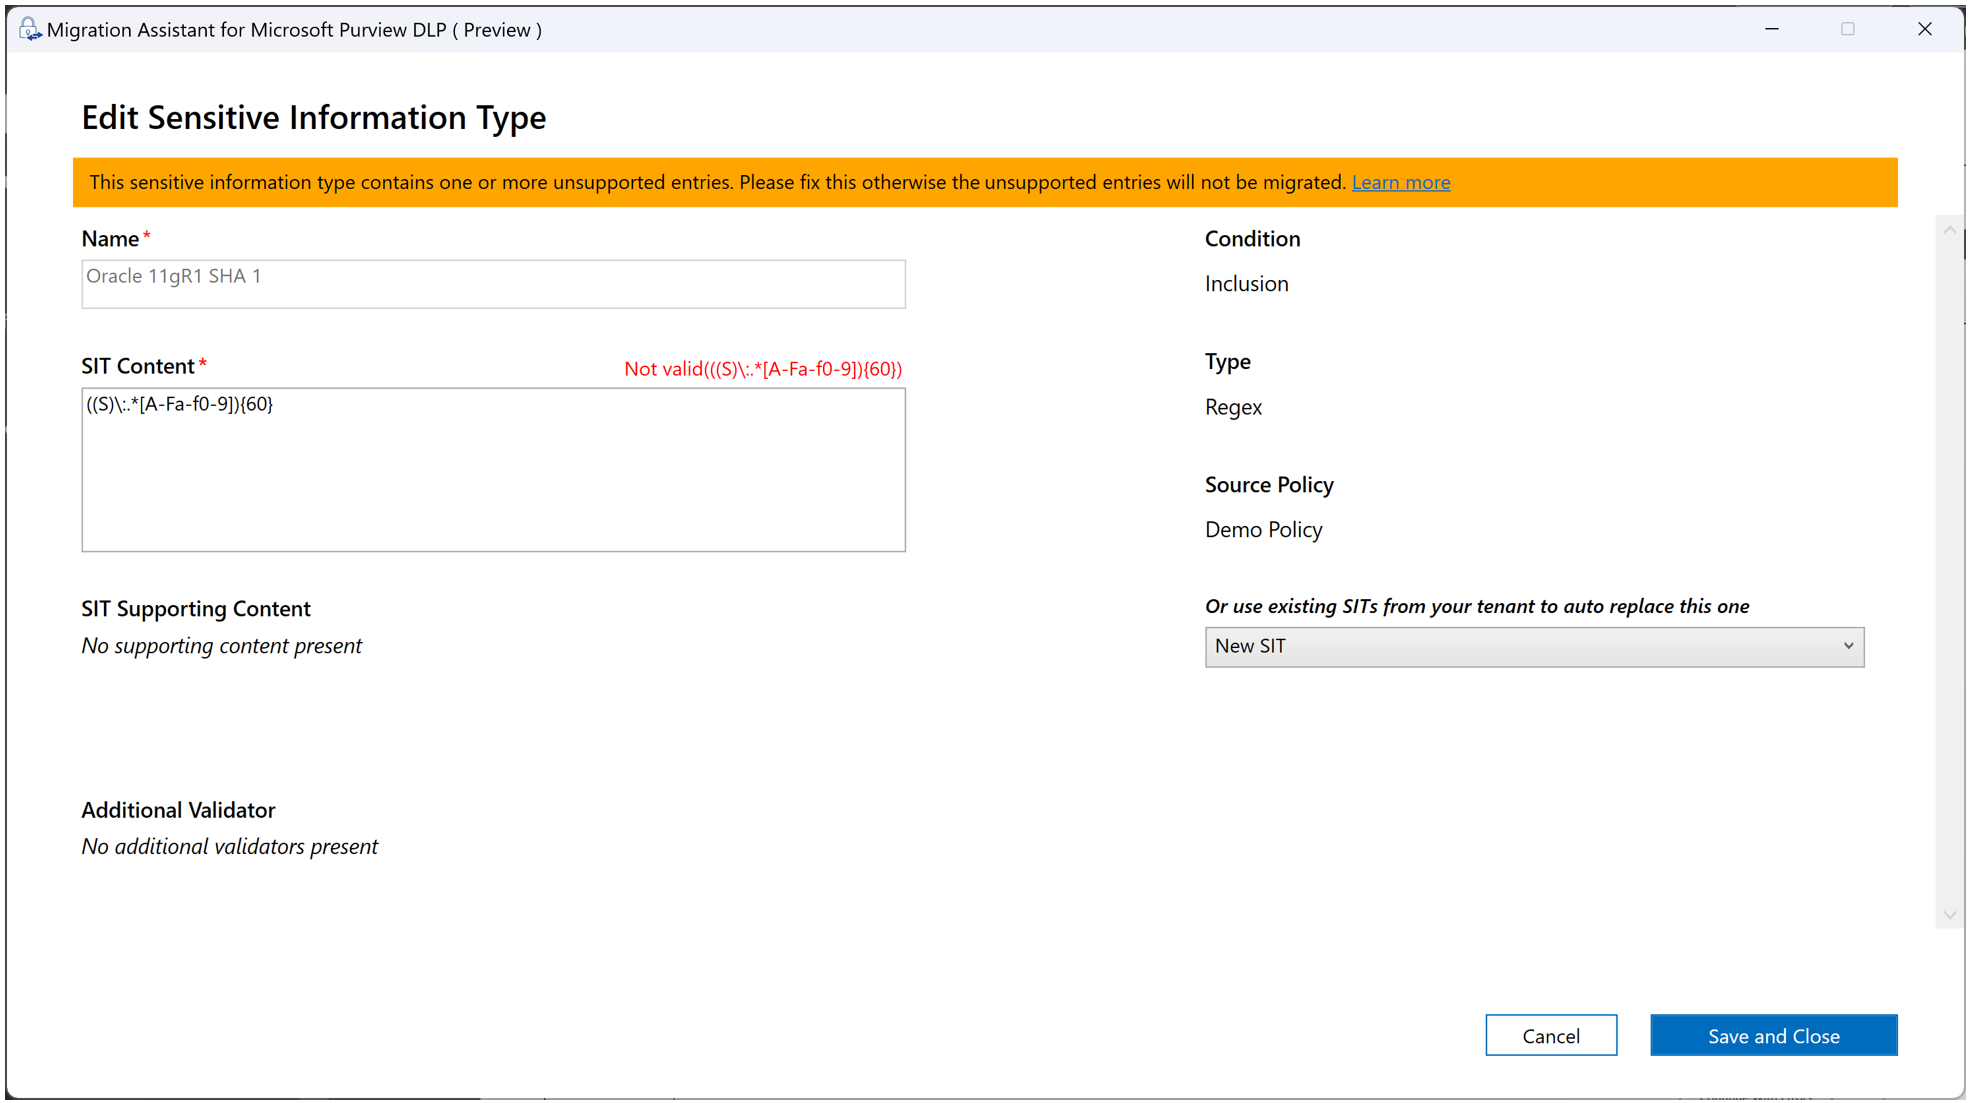 Migration Assistant for Microsoft Purview DLP ( Preview )
Edit Sensitive Information Type
This sensitive information type contains one or more unsupported entries. Please fix this otherwise the unsupported entries will not be migrated. Learn more
Name *
Oracle 11gR1 SHA 1
SIT Content *
Not valid(((S)\:.*[A-Fa-f0-9]){60})
((S)\:.*[A-Fa-f0-9]){60}
SIT Supporting Content
No supporting content present
Additional Validator
No additional validators present
Condition
Inclusion
Type
Regex
Source Policy
Demo Policy
Or use existing SITs from your tenant to auto replace this one
New SIT
Cancel
Save and Close